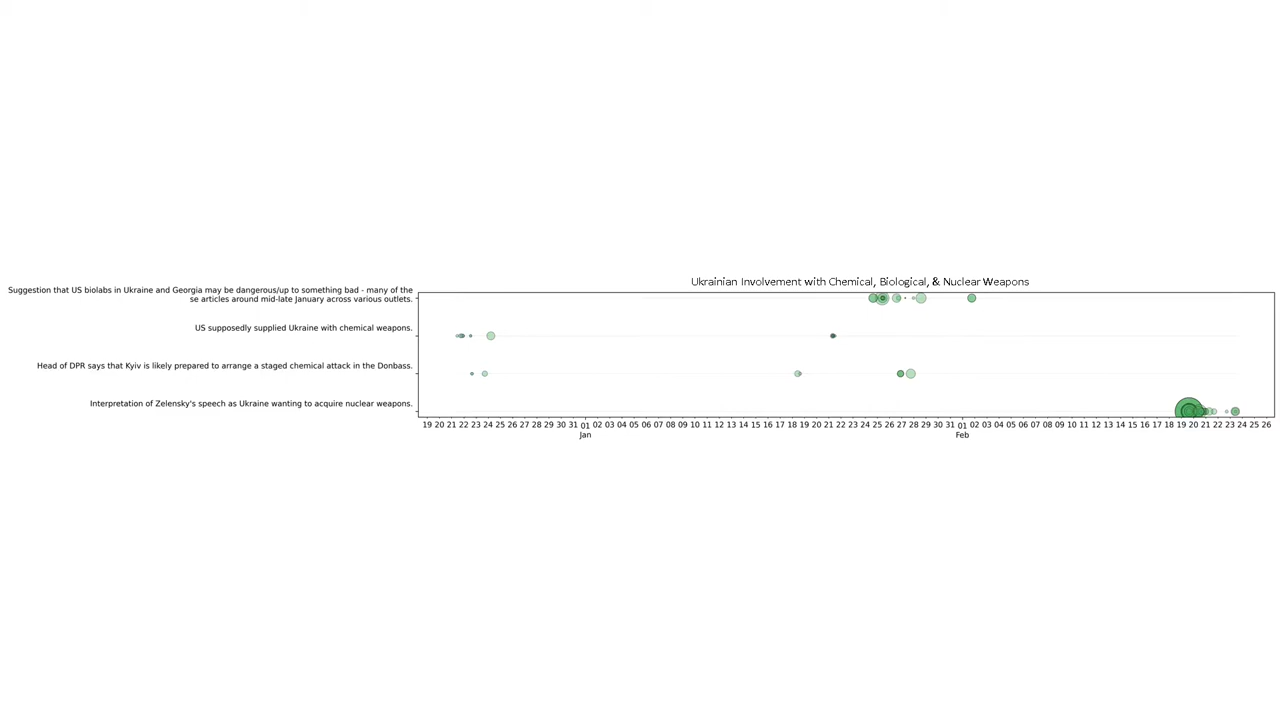 Ukrainian Involvement with Chemical, Biological, & Nuclear Weapons
Suggestion that US biolabs in Ukraine and Georgia may be dangerous/up to something bad - many of the
se articles around mid-late January across various outlets.
US supposedly supplied Ukraine with chemical weapons.
Head of DPR says that Kyiv is likely prepared to arrange a staged chemical attack in the Donbass.
Interpretation of Zelensky's speech as Ukraine wanting to acquire nuclear weapons.
19 20 21 22 23 24 25 26 27 28 29 30 31 01 02 03 04 05 06 07 08 09 10 11 12 13 14 15 16 17 18 19 20 21 22 23 24 25 26 27 28 29 30 31 01 02 03 04 05 06 07 08 09 10 11 12 13 14 15 16 17 18 19 20 21 22 23 24 25 26
Jan Feb